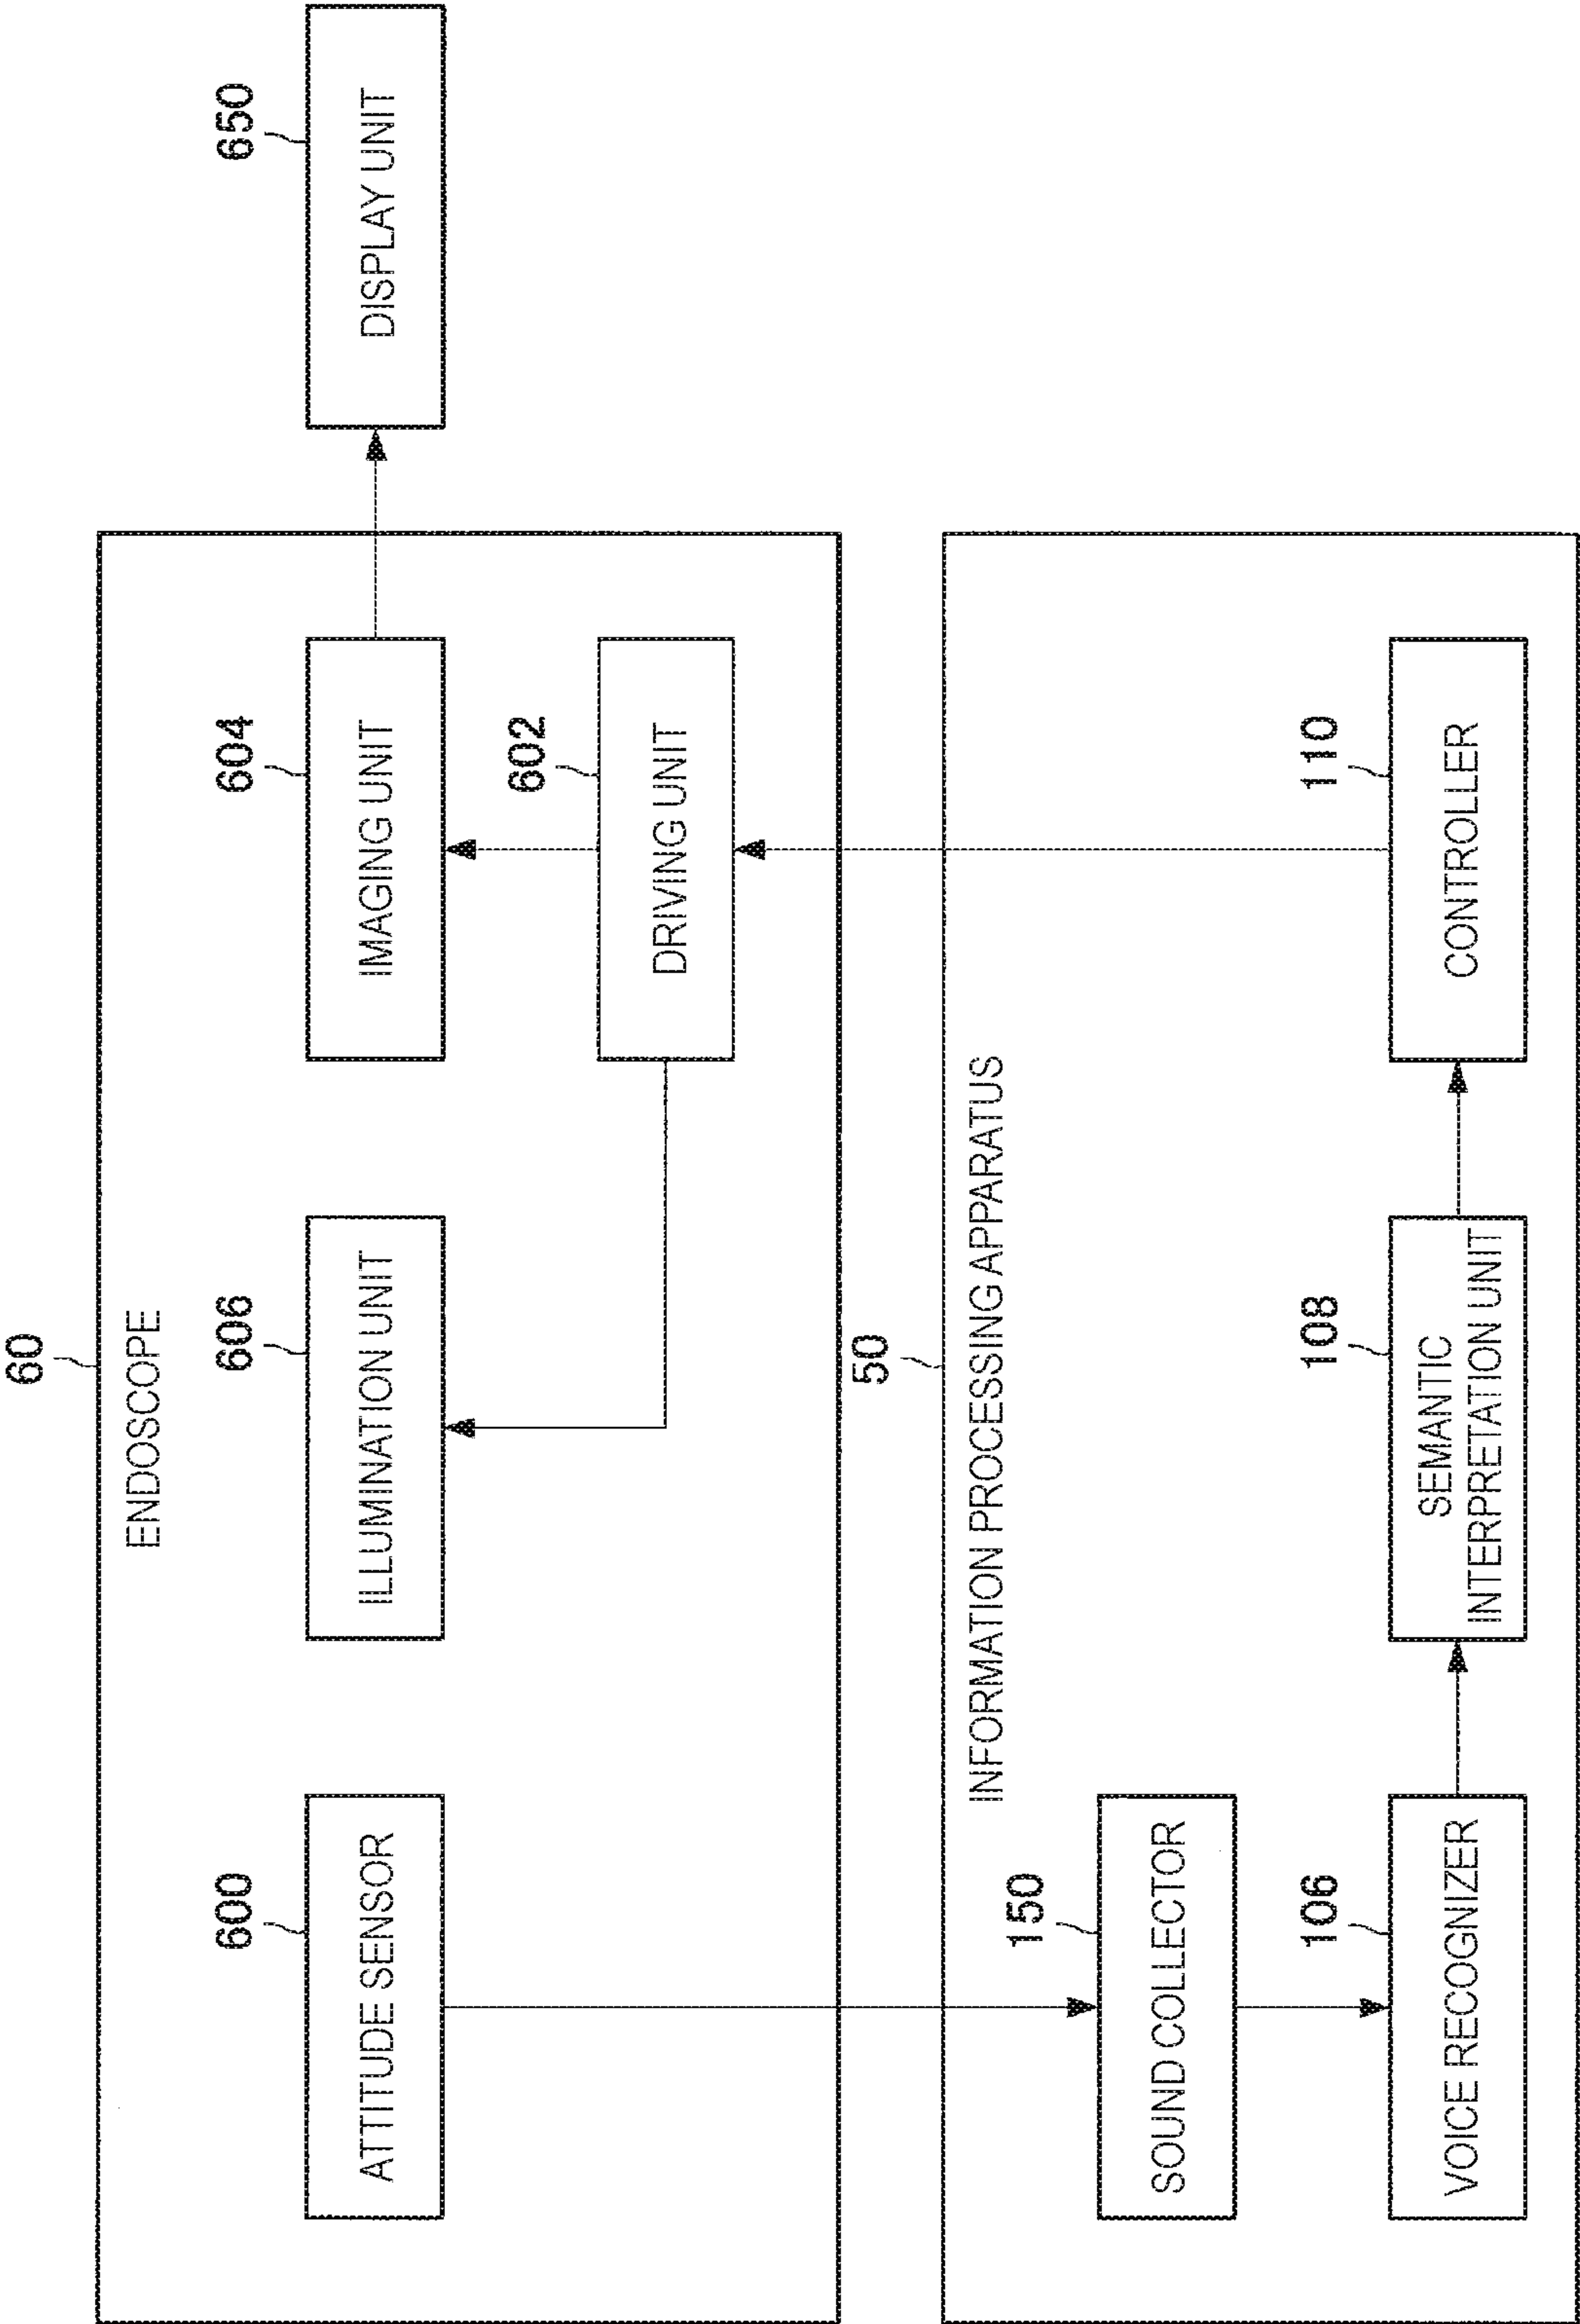 60
ENDOSCOPE
600
ATTITUDE SENSOR
606
ILLUMINATION UNIT
604
IMAGING UNIT
650
DISPLAY UNIT
602
DRIVING UNIT
50
INFORMATION PROCESSING APPARATUS
150
SOUND COLLECTOR
106
VOICE RECOGNIZER
108
SEMANTIC
INTERPRETATION UNIT
110
CONTROLLER